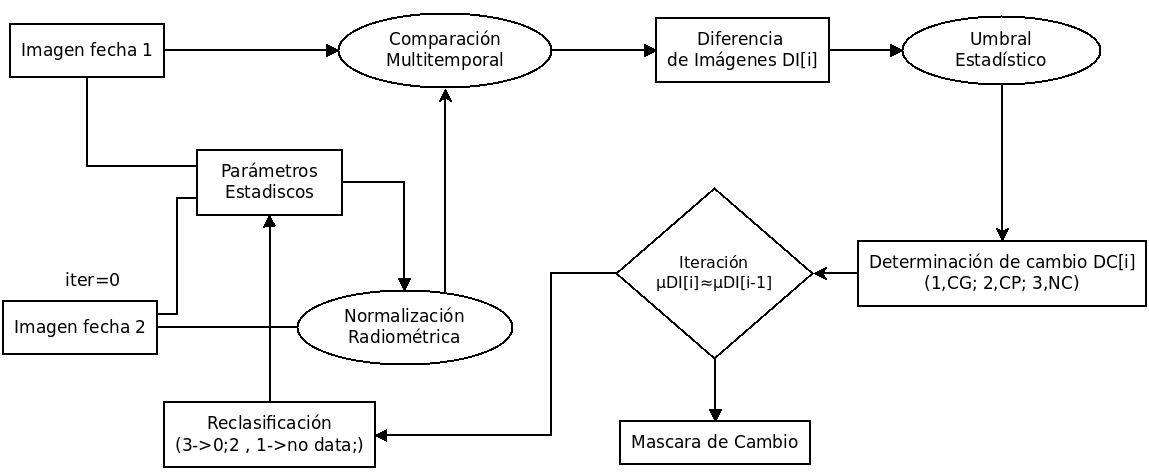 Imagen fecha 1
Comparación
Multitemporal
Diferencia
de Imágenes DI[i]
Umbral
Estadístico
Parámetros
Estadiscos
iter=0
Imagen fecha 2
Normalización
Radiométrica
Iteración
μDI[i]≈μDI[i-1]
Determinación de cambio DC[i]
(1,CG; 2,CP; 3,NC)
Reclasificación
(3->0;2 , 1->no data;)
Mascara de Cambio